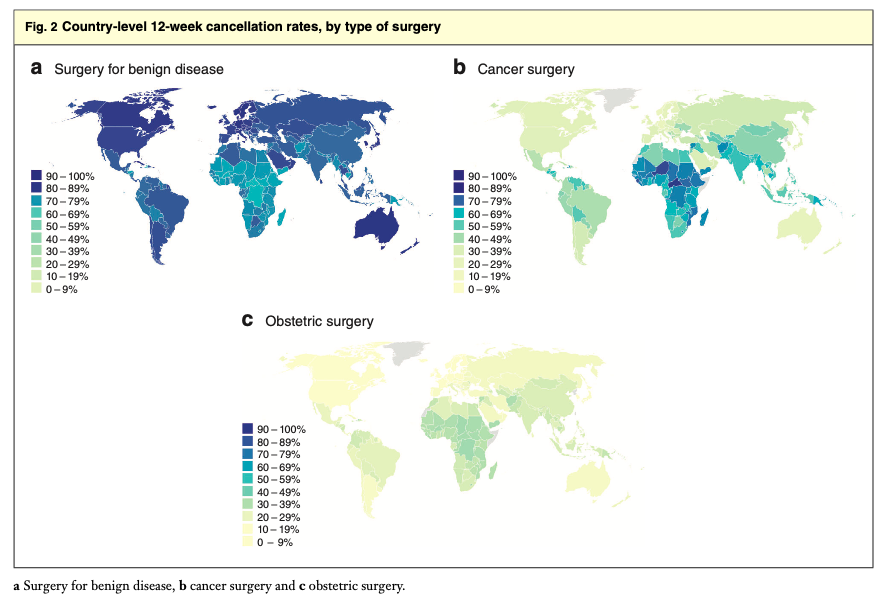 Fig. 2 Country-level 12-week cancellation rates, by type of surgery
a Surgery for benign disease
90 – 100%
80 – 89%
70 – 79%
60 – 69%
50 – 59%
40 – 49%
30 – 39%
20 – 29%
10 – 19%
0 – 9%
b Cancer surgery
90 – 100%
80 – 89%
70 – 79%
60 – 69%
50 – 59%
40 – 49%
30 – 39%
20 – 29%
10 – 19%
0 – 9%
c Obstetric surgery
90 – 100%
80 – 89%
70 – 79%
60 – 69%
50 – 59%
40 – 49%
30 – 39%
20 – 29%
10 – 19%
0 – 9%
a Surgery for benign disease, b cancer surgery and c obstetric surgery.